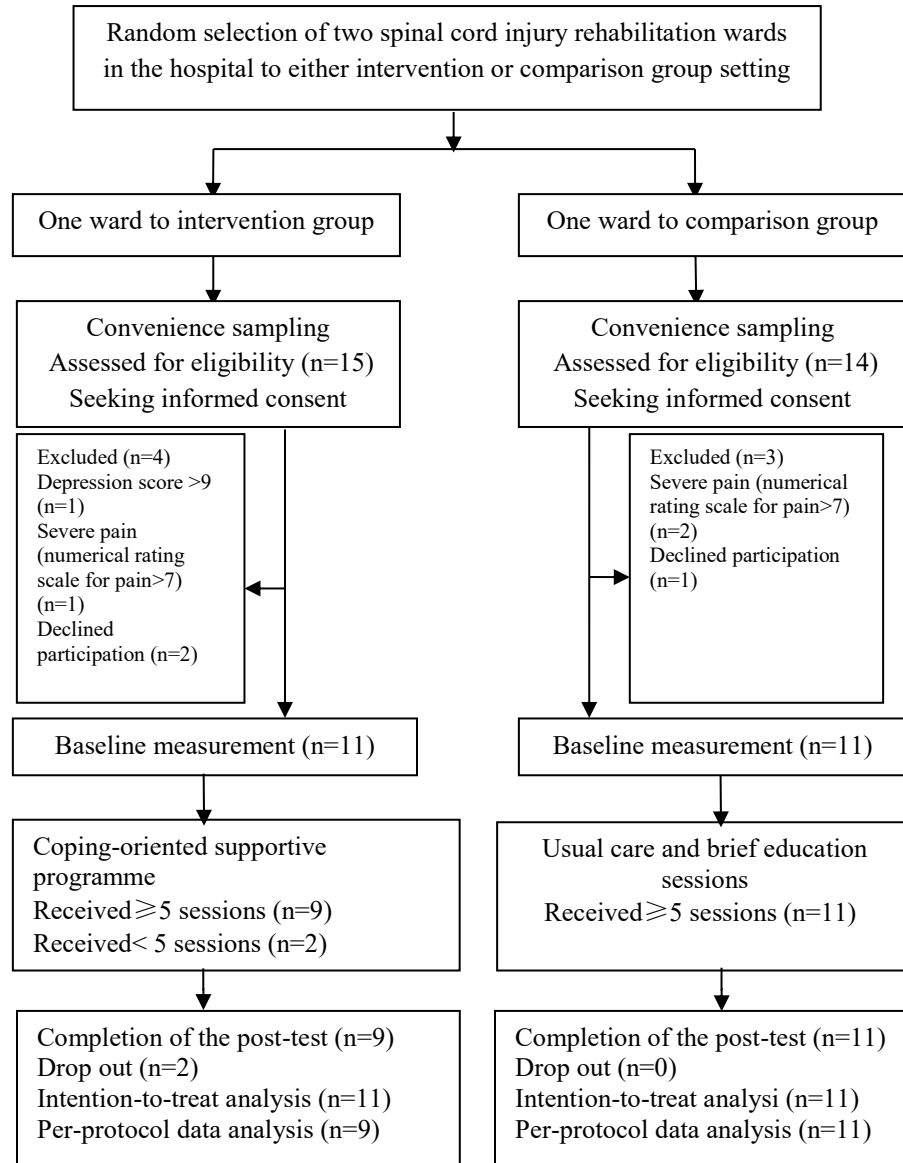 Random selection of two spinal cord injury rehabilitation wards
in the hospital to either intervention or comparison group setting
One ward to intervention group
One ward to comparison group
Convenience sampling
Assessed for eligibility (n=15)
Seeking informed consent
Convenience sampling
Assessed for eligibility (n=14)
Seeking informed consent
Excluded (n=4)
Depression score >9
(n=1)
Severe pain
(numerical rating
scale for pain>7)
(n=1)
Declined
participation (n=2)
Excluded (n=3)
Severe pain (numerical
rating scale for pain>7)
(n=2)
Declined participation
(n=1)
Baseline measurement (n=11)
Baseline measurement (n=11)
Coping-oriented supportive
programme
Received≥5 sessions (n=9)
Received< 5 sessions (n=2)
Usual care and brief education
sessions
Received≥5 sessions (n=11)
Completion of the post-test (n=9)
Drop out (n=2)
Intention-to-treat analysis (n=11)
Per-protocol data analysis (n=9)
Completion of the post-test (n=11)
Drop out (n=0)
Intention-to-treat analysi (n=11)
Per-protocol data analysis (n=11)